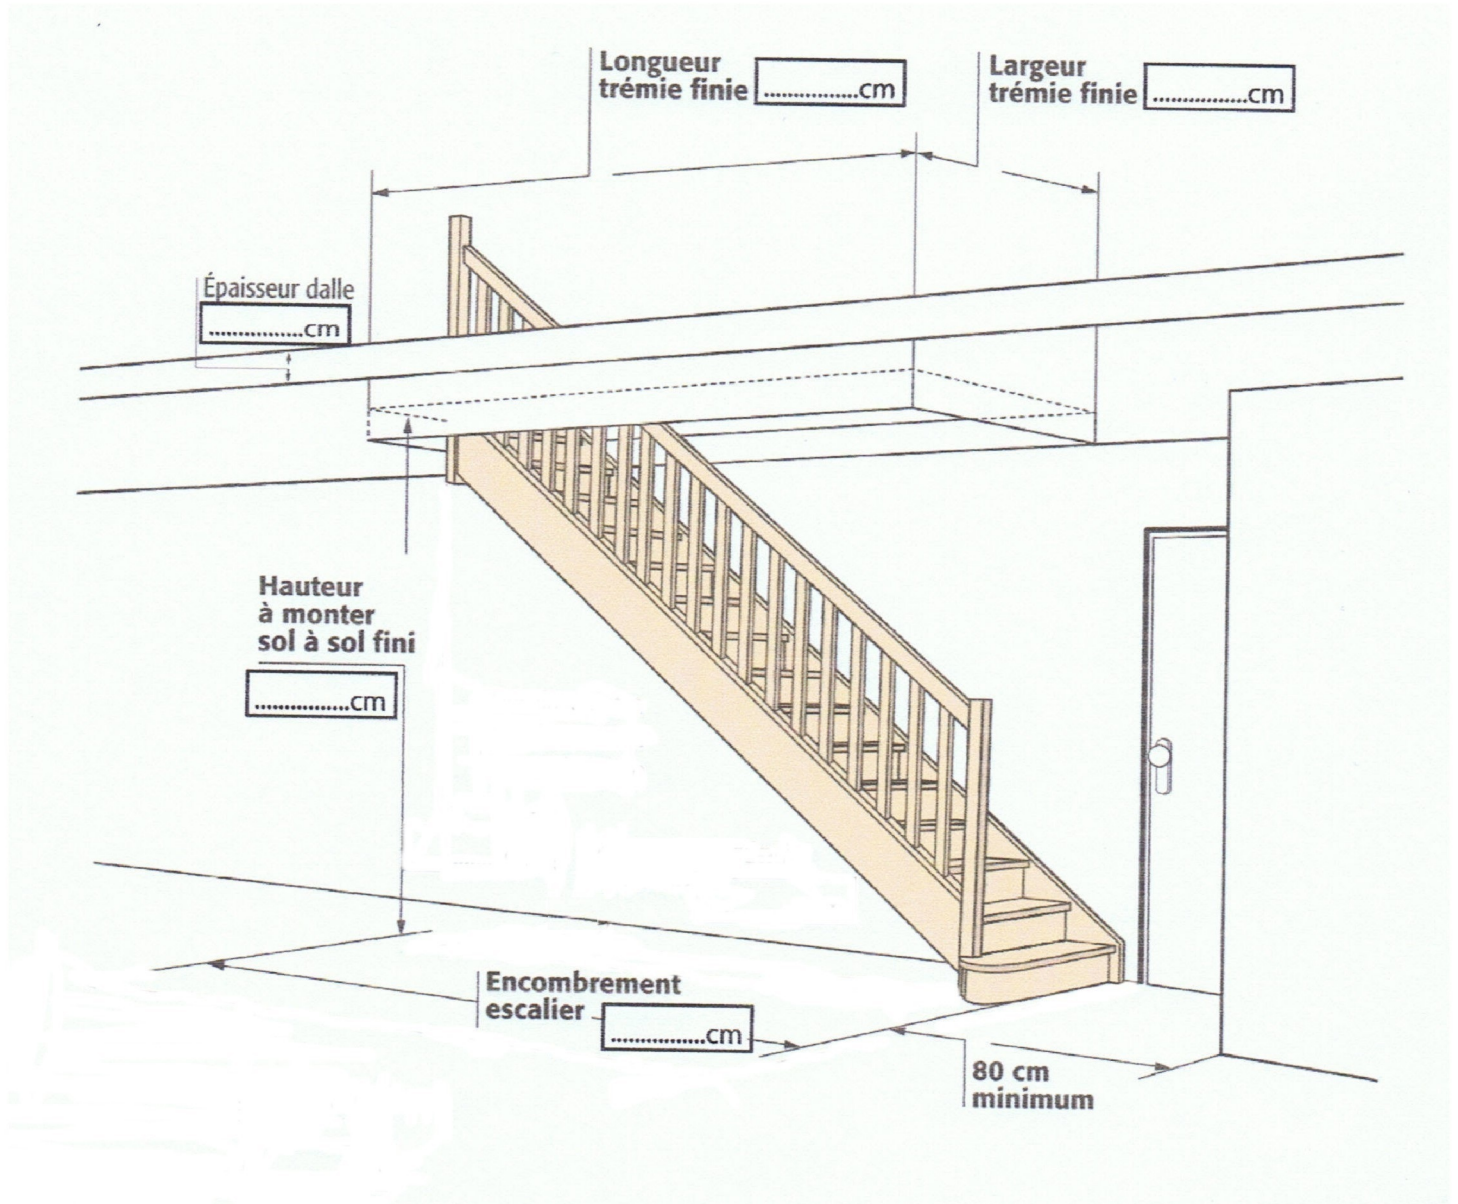 Longueur
trémie finie ................cm
Largeur
trémie finie ................cm
Épaisseur dalle
................cm
Hauteur
à monter
sol à sol fini
................cm
Encombrement
escalier ................cm
80 cm
minimum